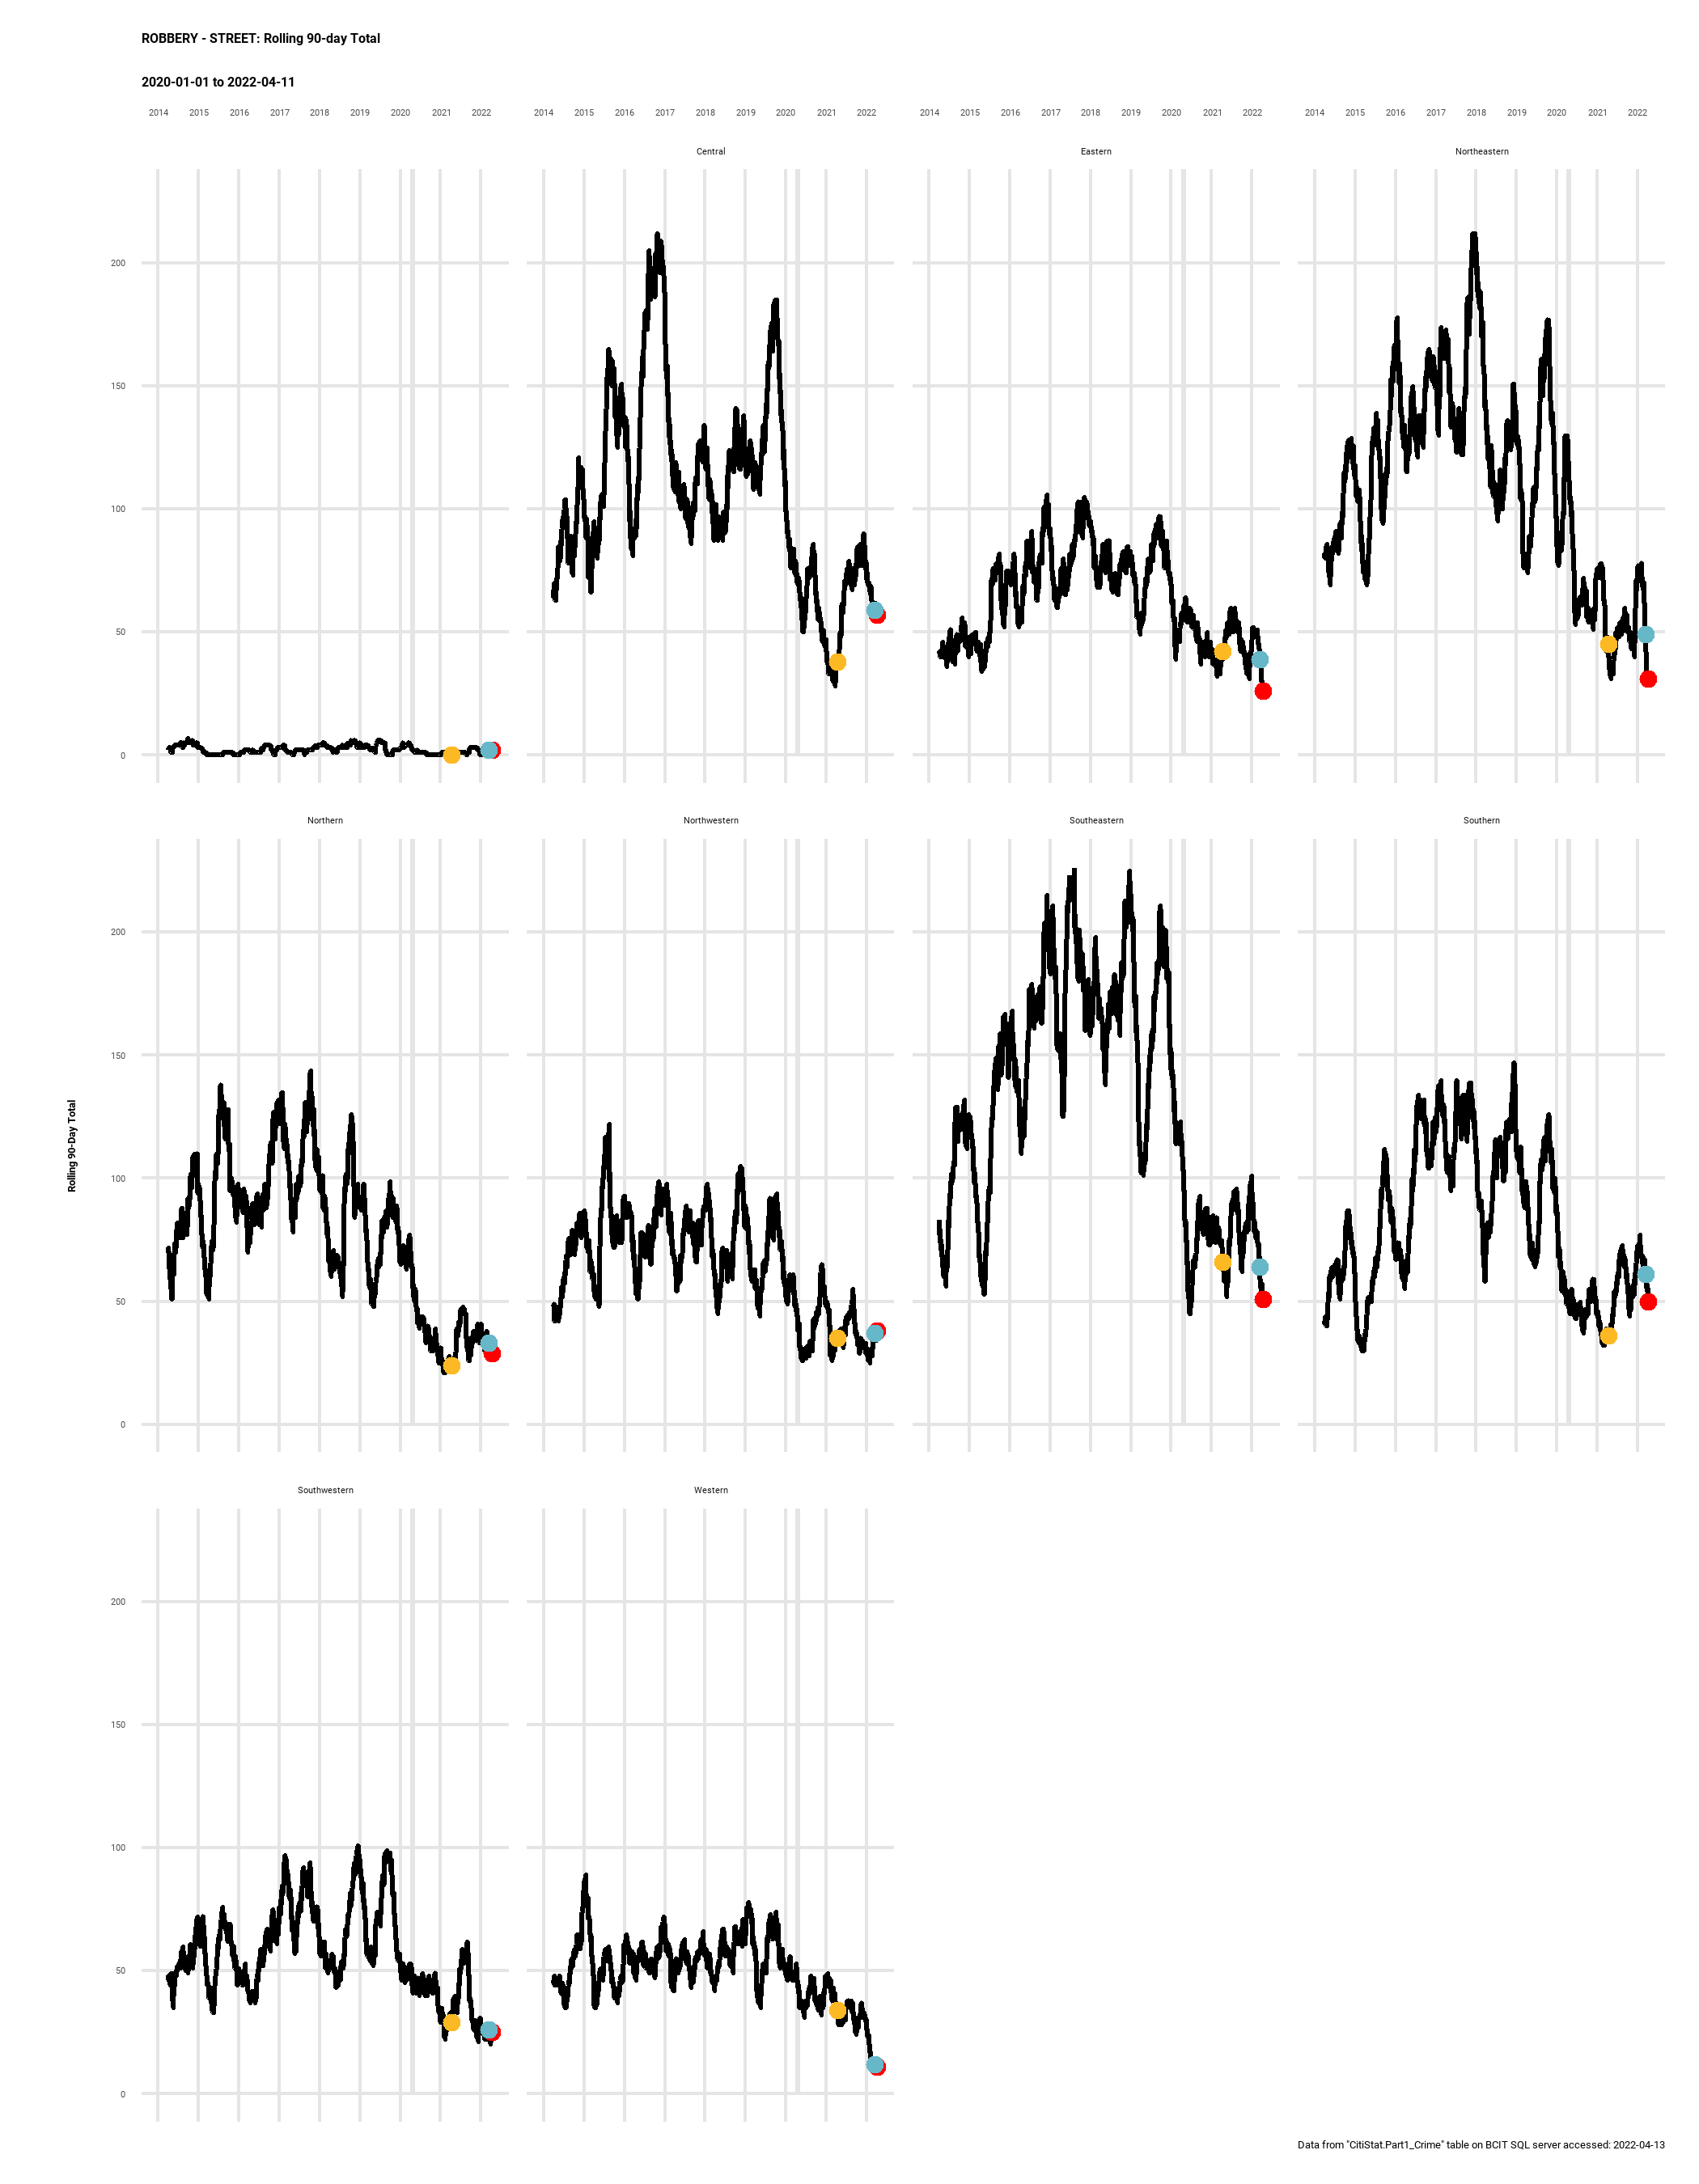 ROBBERY - STREET: Rolling 90-day Total
2020-01-01 to 2022-04-11
2014 2015 2016 2017 2018 2019 2020 2021 2022 2014 2015 2016 2017 2018 2019 2020 2021 2022 2014 2015 2016 2017 2018 2019 2020 2021 2022 2014 2015 2016 2017 2018 2019 2020 2021 2022
Central Eastern Northeastern
200
150
100
50
0
Northern Northwestern Southeastern Southern
200
150
Rolling 90-Day Total
100
50
0
Southwestern Western
200
150
100
50
0
Data from "CitiStat.Part1_Crime" table on BCIT SQL server accessed: 2022-04-13